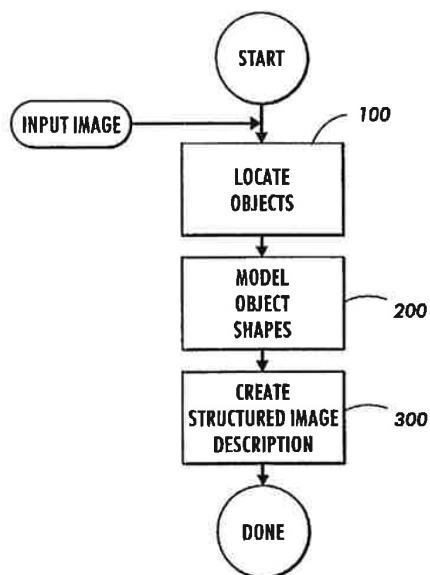 START
INPUT IMAGE
100
LOCATE
OBJECTS
MODEL
OBJECT
SHAPES
200
CREATE
STRUCTURED IMAGE
DESCRIPTION
300
DONE